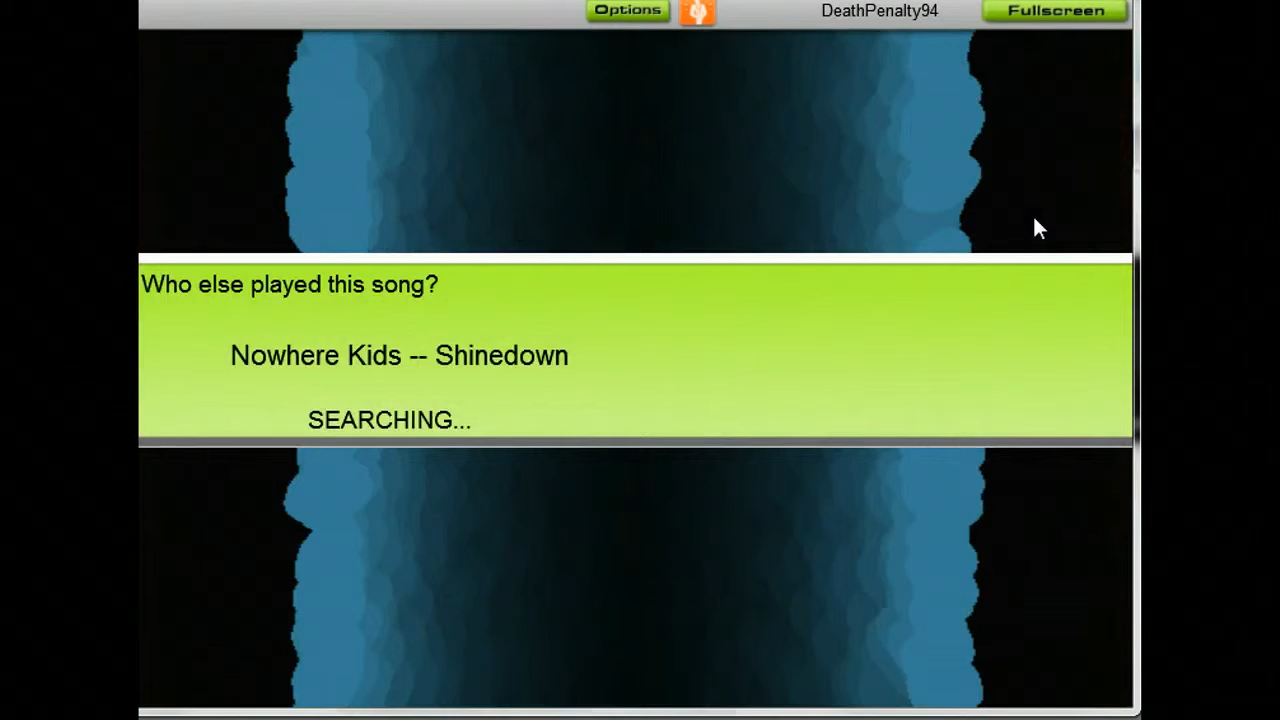 Options
DeathPenalty94
Fullscreen
Who else played this song?
Nowhere Kids -- Shinedown
SEARCHING...